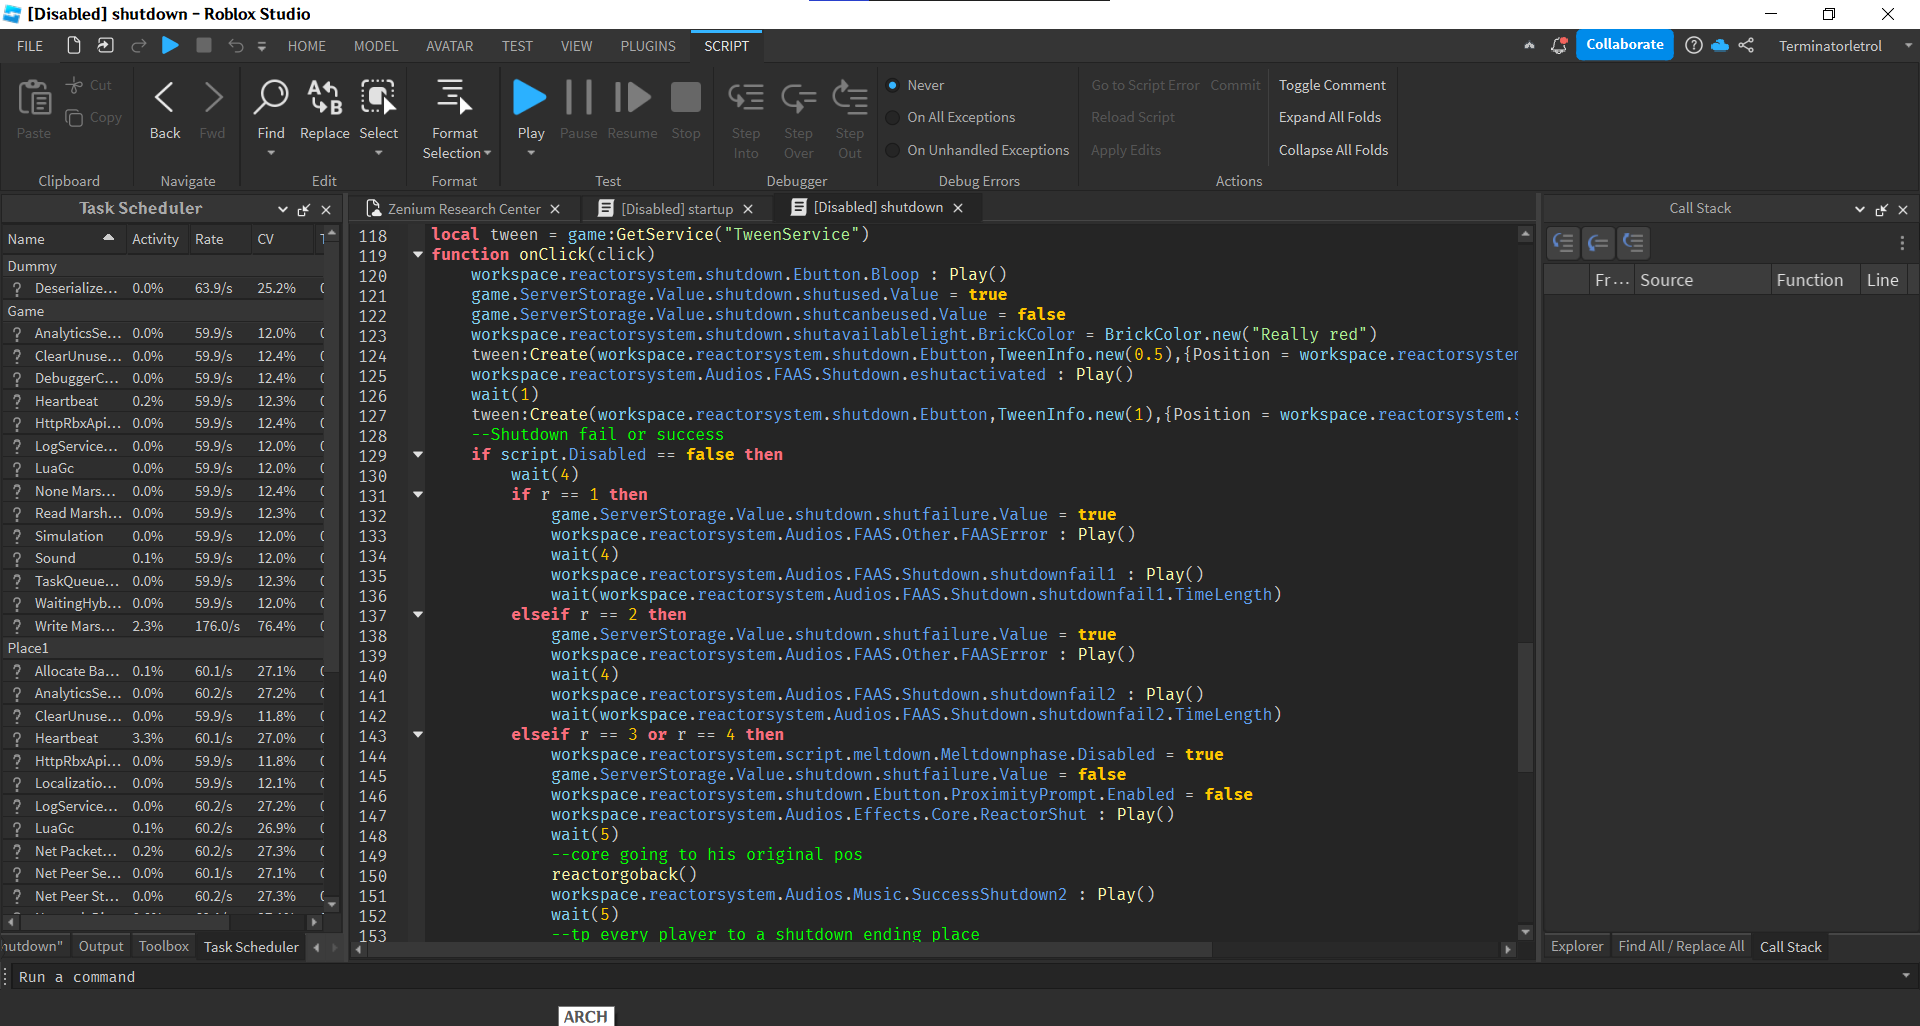 [Disabled] shutdown - Roblox Studio
FILE HOME MODEL AVATAR TEST VIEW PLUGINS SCRIPT Collaborate Terminatorletrol
Paste Cut Copy Back Fwd Find Replace Select Format Selection Play Pause Resume Stop Step Into Step Over Step Out
Never
On All Exceptions
On Unhandled Exceptions
Go to Script Error Commit
Reload Script
Apply Edits
Toggle Comment
Expand All Folds
Collapse All Folds
Clipboard Navigate Edit Format Test Debugger Debug Errors Actions
Task Scheduler
Name Activity Rate CV
Dummy
Deserialize... 0.0% 63.9/s 25.2%
Game
AnalyticsSe... 0.0% 59.9/s 12.0%
ClearUnuse... 0.0% 59.9/s 12.4%
DebuggerC... 0.0% 59.9/s 12.4%
Heartbeat 0.2% 59.9/s 12.3%
HttpRbxApi... 0.0% 59.9/s 12.4%
LogService... 0.0% 59.9/s 12.0%
LuaGc 0.0% 59.9/s 12.0%
None Mars... 0.0% 59.9/s 12.4%
Read Marsh... 0.0% 59.9/s 12.3%
Simulation 0.0% 59.9/s 12.0%
Sound 0.1% 59.9/s 12.0%
TaskQueue... 0.0% 59.9/s 12.3%
WaitingHyb... 0.0% 59.9/s 12.0%
Write Mars... 2.3% 176.0/s 76.4%
Place1
Allocate Ba... 0.1% 60.1/s 27.1%
AnalyticsSe... 0.0% 60.2/s 27.2%
ClearUnuse... 0.0% 59.9/s 11.8%
Heartbeat 3.3% 60.1/s 27.0%
HttpRbxApi... 0.0% 59.9/s 11.8%
Localizatio... 0.0% 59.9/s 12.1%
LogService... 0.0% 60.2/s 27.2%
LuaGc 0.1% 60.2/s 26.9%
Net Packet... 0.2% 60.2/s 27.3%
Net Peer Se... 0.0% 60.1/s 27.1%
Net Peer St... 0.0% 60.2/s 27.3%
hutdown" Output Toolbox Task Scheduler
Zenium Research Center [Disabled] startup [Disabled] shutdown
118 local tween = game:GetService("TweenService")
119 function onClick(click)
120 workspace.reactorsystem.shutdown.Ebutton.Bloop : Play()
121 game.ServerStorage.Value.shutdown.shutused.Value = true
122 game.ServerStorage.Value.shutdown.shutcanbeused.Value = false
123 workspace.reactorsystem.shutdown.shutavailablelight.BrickColor = BrickColor.new("Really red")
124 tween:Create(workspace.reactorsystem.shutdown.Ebutton,TweenInfo.new(0.5),{Position = workspace.reactorsystem
125 workspace.reactorsystem.Audios.FAAS.Shutdown.eshutactivated : Play()
126 wait(1)
127 tween:Create(workspace.reactorsystem.shutdown.Ebutton,TweenInfo.new(1),{Position = workspace.reactorsystem.s
128 --Shutdown fail or success
129 if script.Disabled == false then
130 wait(4)
131 if r == 1 then
132 game.ServerStorage.Value.shutdown.shutfailure.Value = true
133 workspace.reactorsystem.Audios.FAAS.Other.FAASError : Play()
134 wait(4)
135 workspace.reactorsystem.Audios.FAAS.Shutdown.shutdownfail1 : Play()
136 wait(workspace.reactorsystem.Audios.FAAS.Shutdown.shutdownfail1.TimeLength)
137 elseif r == 2 then
138 game.ServerStorage.Value.shutdown.shutfailure.Value = true
139 workspace.reactorsystem.Audios.FAAS.Other.FAASError : Play()
140 wait(4)
141 workspace.reactorsystem.Audios.FAAS.Shutdown.shutdownfail2 : Play()
142 wait(workspace.reactorsystem.Audios.FAAS.Shutdown.shutdownfail2.TimeLength)
143 elseif r == 3 or r == 4 then
144 workspace.reactorsystem.script.meltdown.Meltdownphase.Disabled = true
145 game.ServerStorage.Value.shutdown.shutfailure.Value = false
146 workspace.reactorsystem.shutdown.Ebutton.ProximityPrompt.Enabled = false
147 workspace.reactorsystem.Audios.Effects.Core.ReactorShut : Play()
148 wait(5)
149 --core going to his original pos
150 reactorgoback()
151 workspace.reactorsystem.Audios.Music.SuccessShutdown2 : Play()
152 wait(5)
153 --tp every player to a shutdown ending place
Call Stack
Fr... Source Function Line
Explorer Find All / Replace All Call Stack
Run a command
ARCH